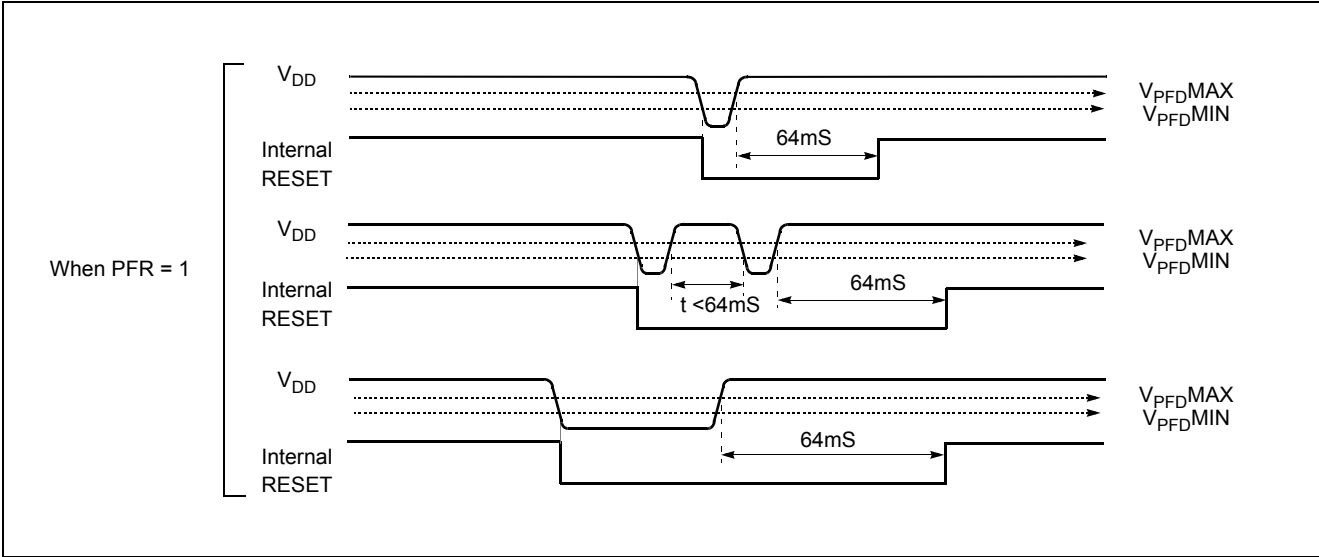 When PFR = 1
VDD
VPFDMAX
VPFDMIN
Internal
RESET
64mS
VDD
VPFDMAX
VPFDMIN
Internal
RESET
t <64mS
64mS
VDD
VPFDMAX
VPFDMIN
Internal
RESET
64mS